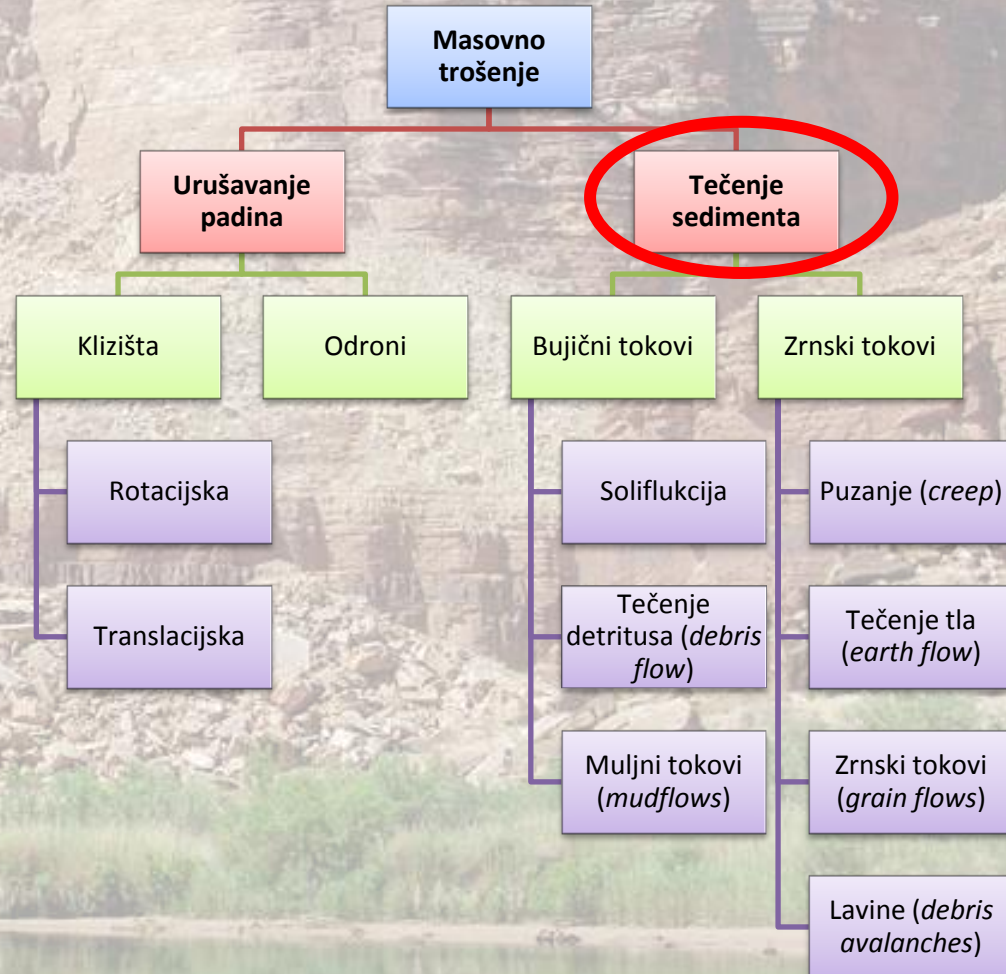 Masovno
trošenje
Urušavanje
padina
Tečenje
sedimenta
Klizišta
Odroni
Bujični tokovi
Zrnski tokovi
Rotacijska
Soliflukcija
Puzanje (creep)
Translacijska
Tečenje
detritusa (debris
flow)
Tečenje tla
(earth flow)
Muljni tokovi
(mudflows)
Zrnski tokovi
(grain flows)
Lavine (debris
avalanches)